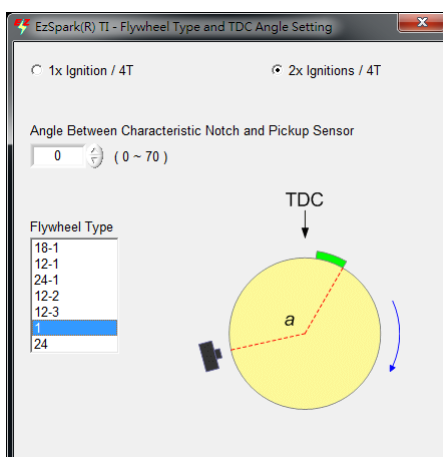 EzSpark(R) TI - Flywheel Type and TDC Angle Setting
1x Ignition / 4T
2x Ignitions / 4T
Angle Between Characteristic Notch and Pickup Sensor
0 ( 0 ~ 70 )
TDC
Flywheel Type
18-1
12-1
24-1
12-2
12-3
1
24
a